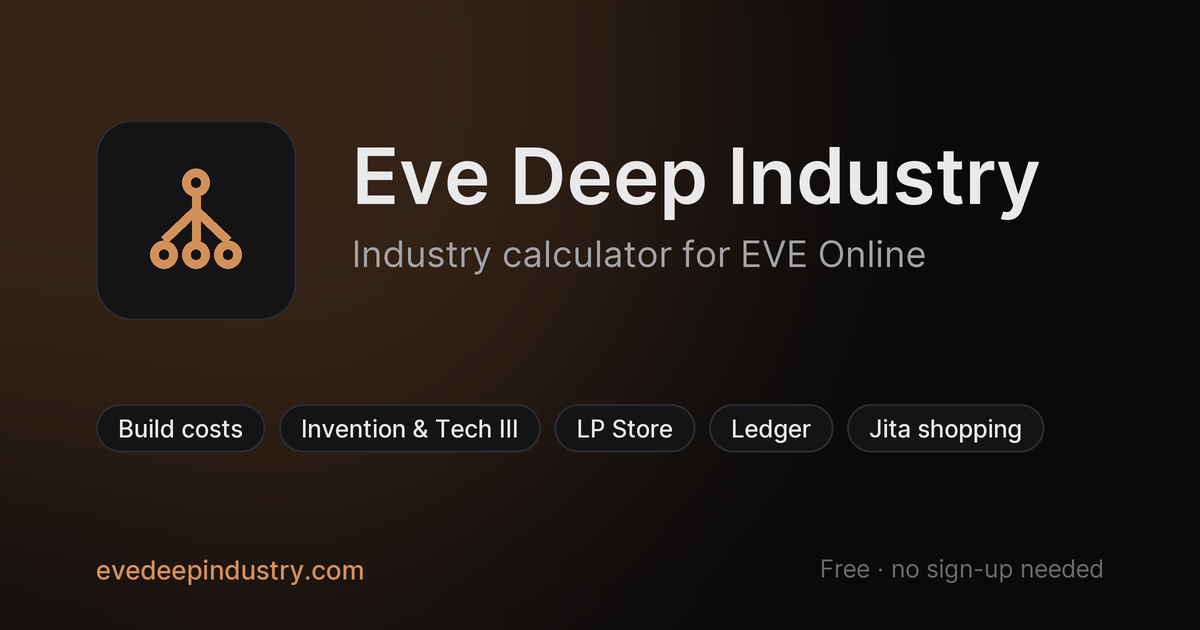 Eve Deep Industry
Industry calculator for EVE Online
Build costs
Invention & Tech III
LP Store
Ledger
Jita shopping
evedeepindustry.com
Free · no sign-up needed